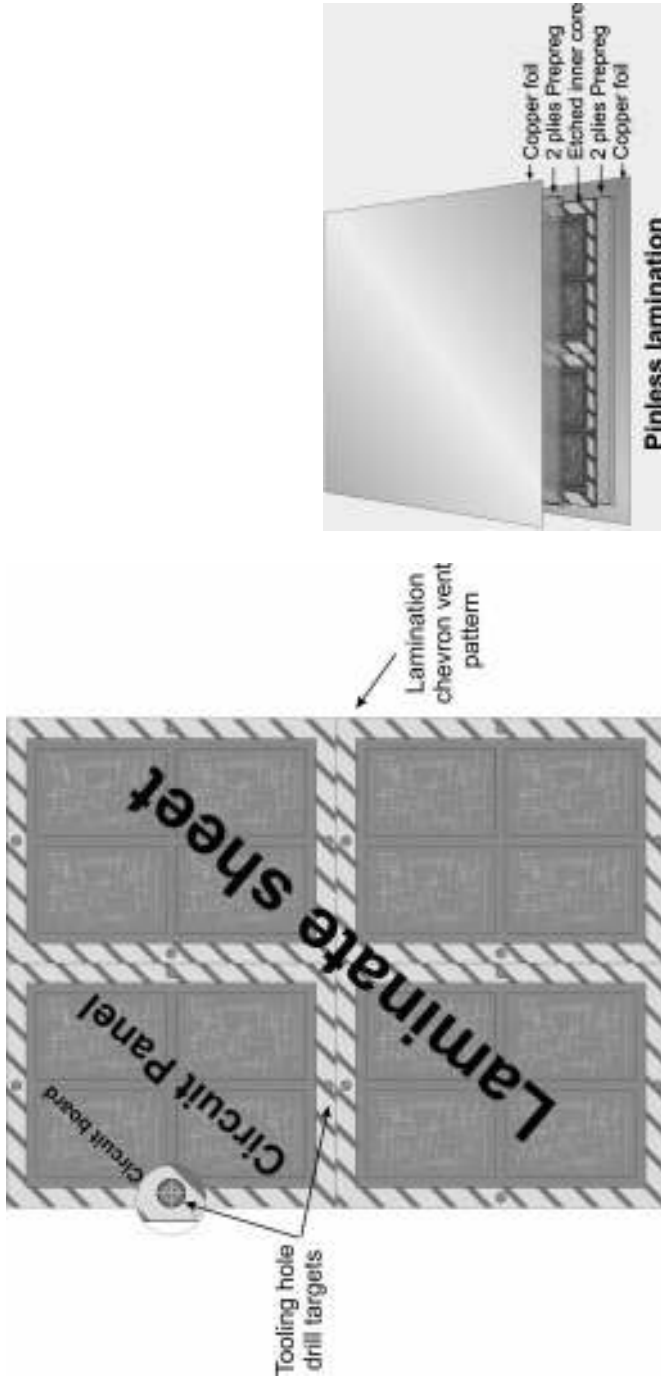 Circuit board
Circuit Panel
Laminate sheet
Tooling hole
drill targets
Lamination
chevron vent
pattern
Copper foil
2 plies Prepreg
Etched inner core
2 plies Prepreg
Copper foil
Pinless lamination